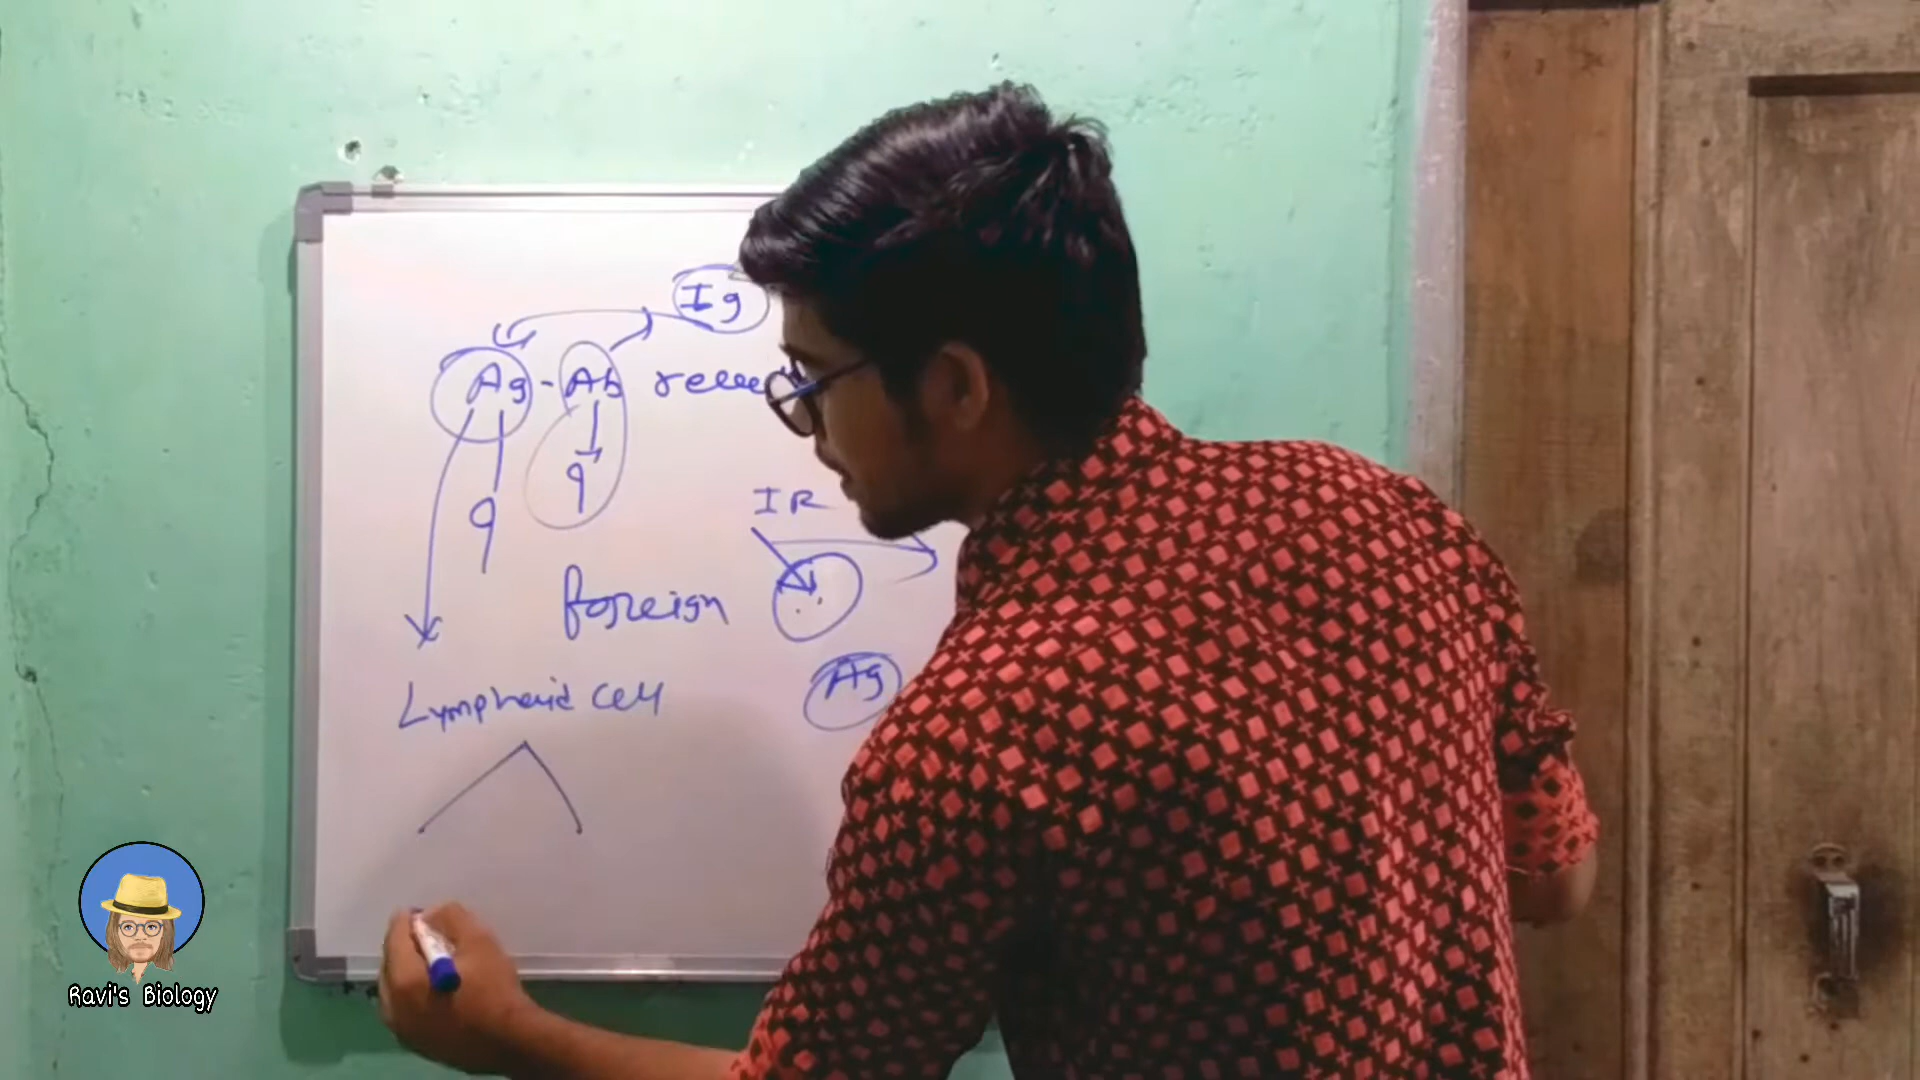 Ig
Ag - Ab
IR
foreign
Ag
Lymphoid cell
Ravi's Biology